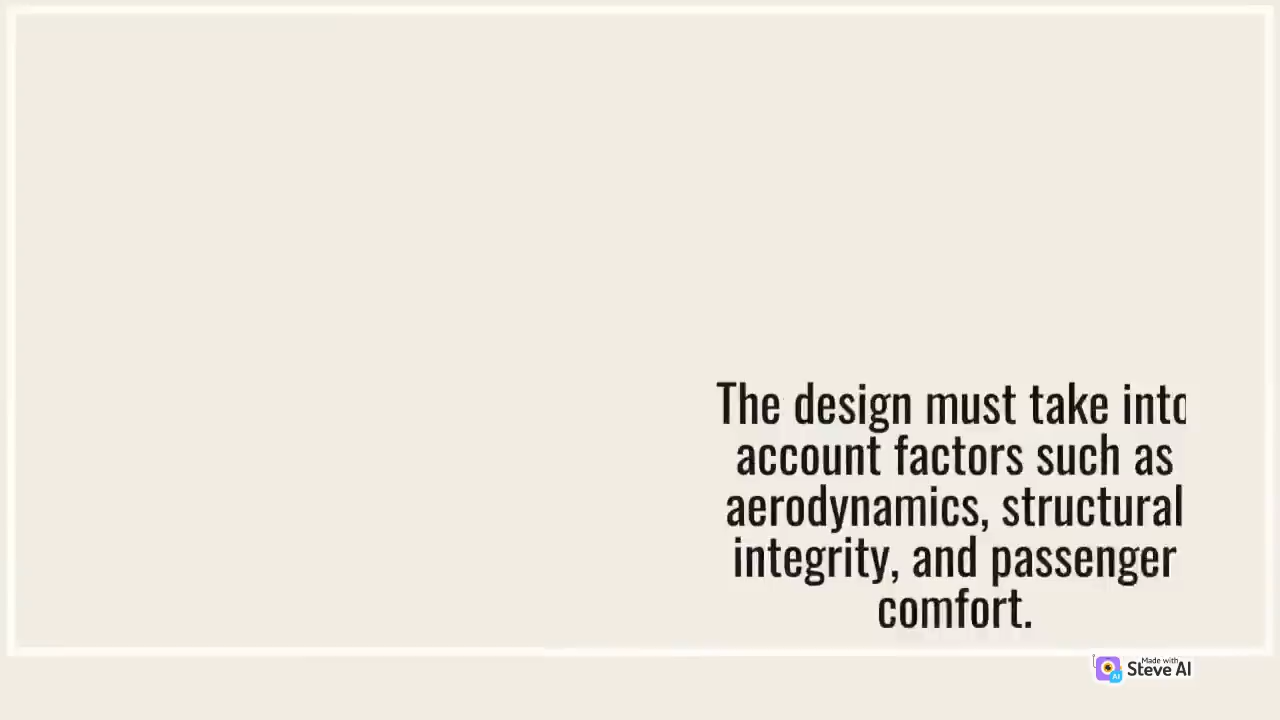 The design must take into
account factors such as
aerodynamics, structural
integrity, and passenger
comfort.
Made with
Steve AI
AI